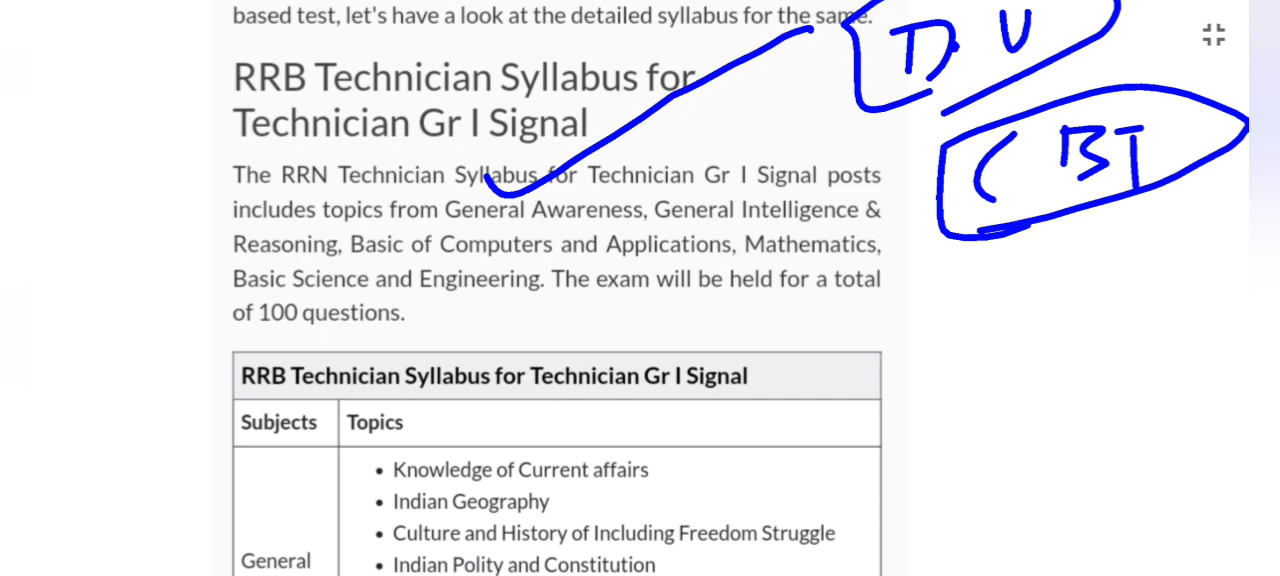 based test, let's have a look at the detailed syllabus for the same.
D.V
CBT
RRB Technician Syllabus for
Technician Gr I Signal
The RRN Technician Syllabus for Technician Gr I Signal posts
includes topics from General Awareness, General Intelligence &
Reasoning, Basic of Computers and Applications, Mathematics,
Basic Science and Engineering. The exam will be held for a total
of 100 questions.
RRB Technician Syllabus for Technician Gr I Signal
Subjects Topics
• Knowledge of Current affairs
• Indian Geography
• Culture and History of Including Freedom Struggle
General
• Indian Polity and Constitution